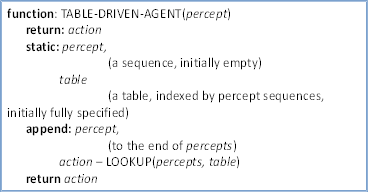 function: TABLE-DRIVEN-AGENT(percept)
return: action
static: percept,
(a sequence, initially empty)
table
(a table, indexed by percept sequences,
initially fully specified)
append: percept,
(to the end of percepts)
action – LOOKUP(percepts, table)
return action